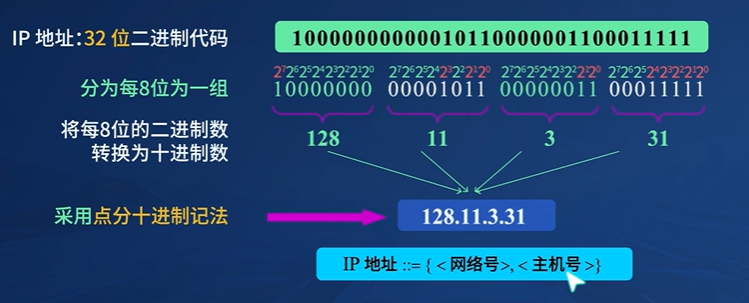 IP 地址：32 位二进制代码
10000000000010110000001100011111
2⁷2⁶2⁵2⁴2³2²2¹2⁰ 2⁷2⁶2⁵2⁴2³2²2¹2⁰ 2⁷2⁶2⁵2⁴2³2²2¹2⁰ 2⁷2⁶2⁵2⁴2³2²2¹2⁰
分为每8位为一组
10000000 00001011 00000011 00011111
将每8位的二进制数
转换为十进制数
128 11 3 31
采用点分十进制记法
128.11.3.31
IP 地址 ::= { < 网络号>, < 主机号 >}